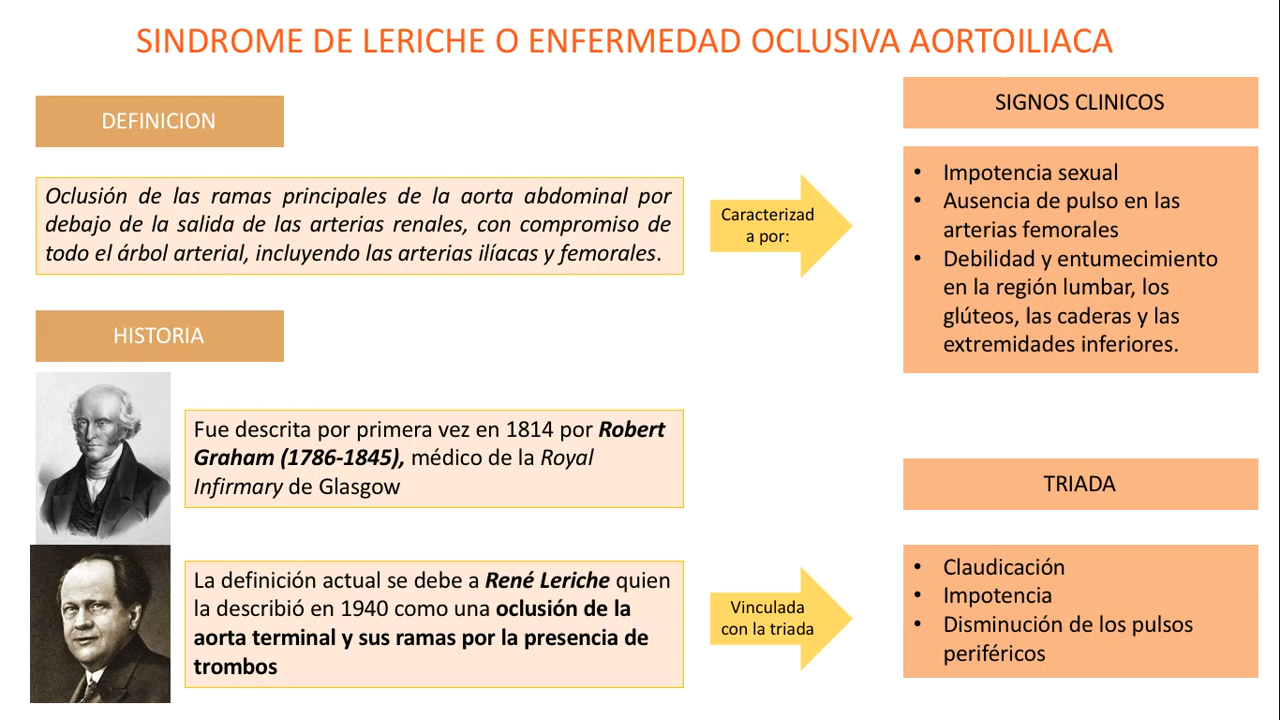 SINDROME DE LERICHE O ENFERMEDAD OCLUSIVA AORTOILIACA
DEFINICION
Oclusión de las ramas principales de la aorta abdominal por
debajo de la salida de las arterias renales, con compromiso de
todo el árbol arterial, incluyendo las arterias ilíacas y femorales.
Caracterizad
a por:
SIGNOS CLINICOS
• Impotencia sexual
• Ausencia de pulso en las
arterias femorales
• Debilidad y entumecimiento
en la región lumbar, los
glúteos, las caderas y las
extremidades inferiores.
HISTORIA
Fue descrita por primera vez en 1814 por Robert
Graham (1786-1845), médico de la Royal
Infirmary de Glasgow
La definición actual se debe a René Leriche quien
la describió en 1940 como una oclusión de la
aorta terminal y sus ramas por la presencia de
trombos
Vinculada
con la triada
TRIADA
• Claudicación
• Impotencia
• Disminución de los pulsos
periféricos